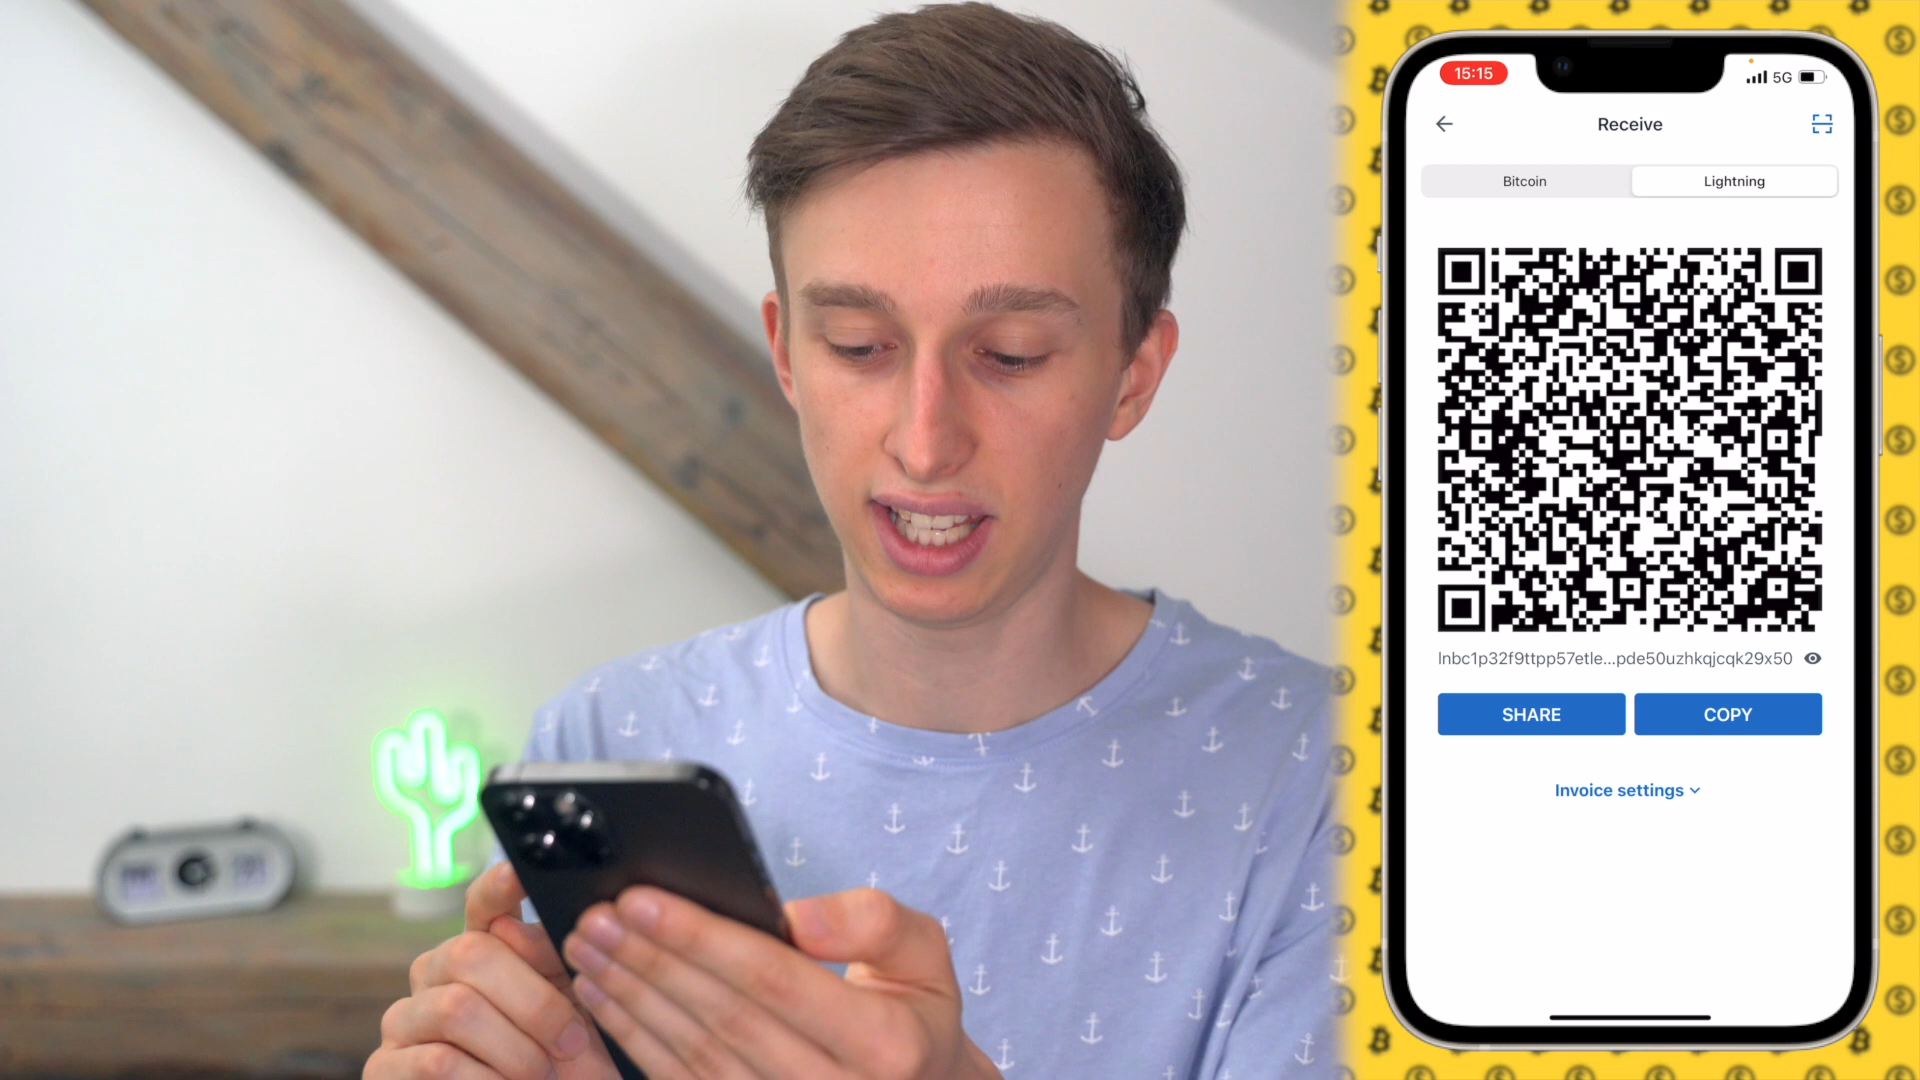 15:15
5G
Receive
Bitcoin
Lightning
lnbc1p32f9ttpp57etle...pde50uzhkqjcqk29x50
SHARE
COPY
Invoice settings